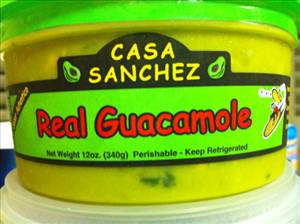 CASA
SANCHEZ
Real Guacamole
Net Weight 12oz. (340g) Perishable - Keep Refrigerated